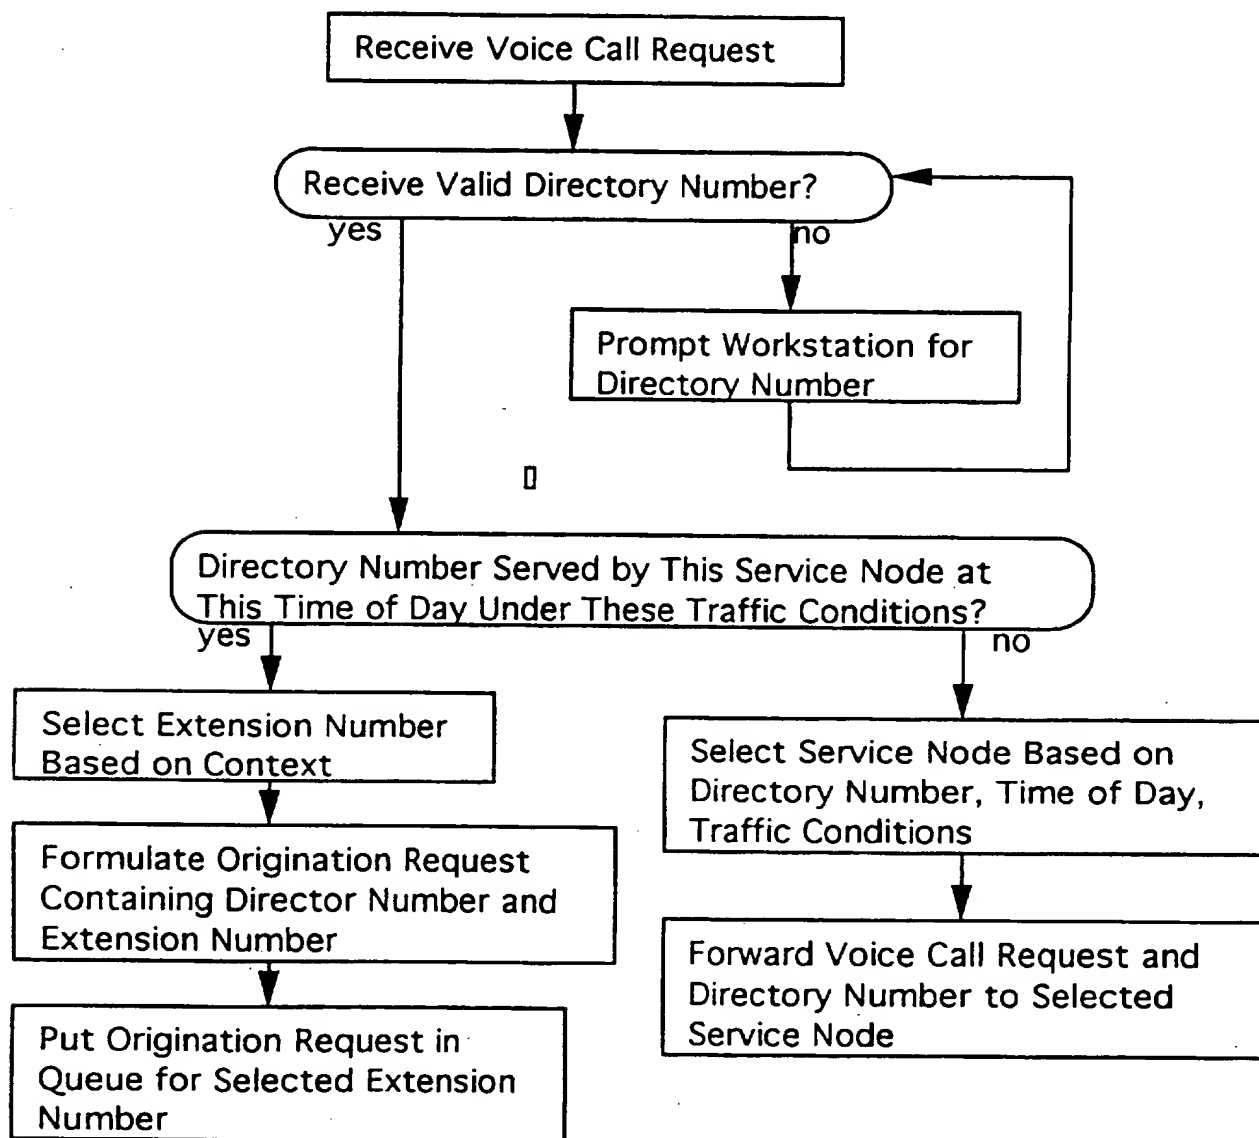 Receive Voice Call Request
Receive Valid Directory Number?
yes
no
Prompt Workstation for
Directory Number
Directory Number Served by This Service Node at
This Time of Day Under These Traffic Conditions?
yes
no
Select Extension Number
Based on Context
Formulate Origination Request
Containing Director Number and
Extension Number
Put Origination Request in
Queue for Selected Extension
Number
Select Service Node Based on
Directory Number, Time of Day,
Traffic Conditions
Forward Voice Call Request and
Directory Number to Selected
Service Node